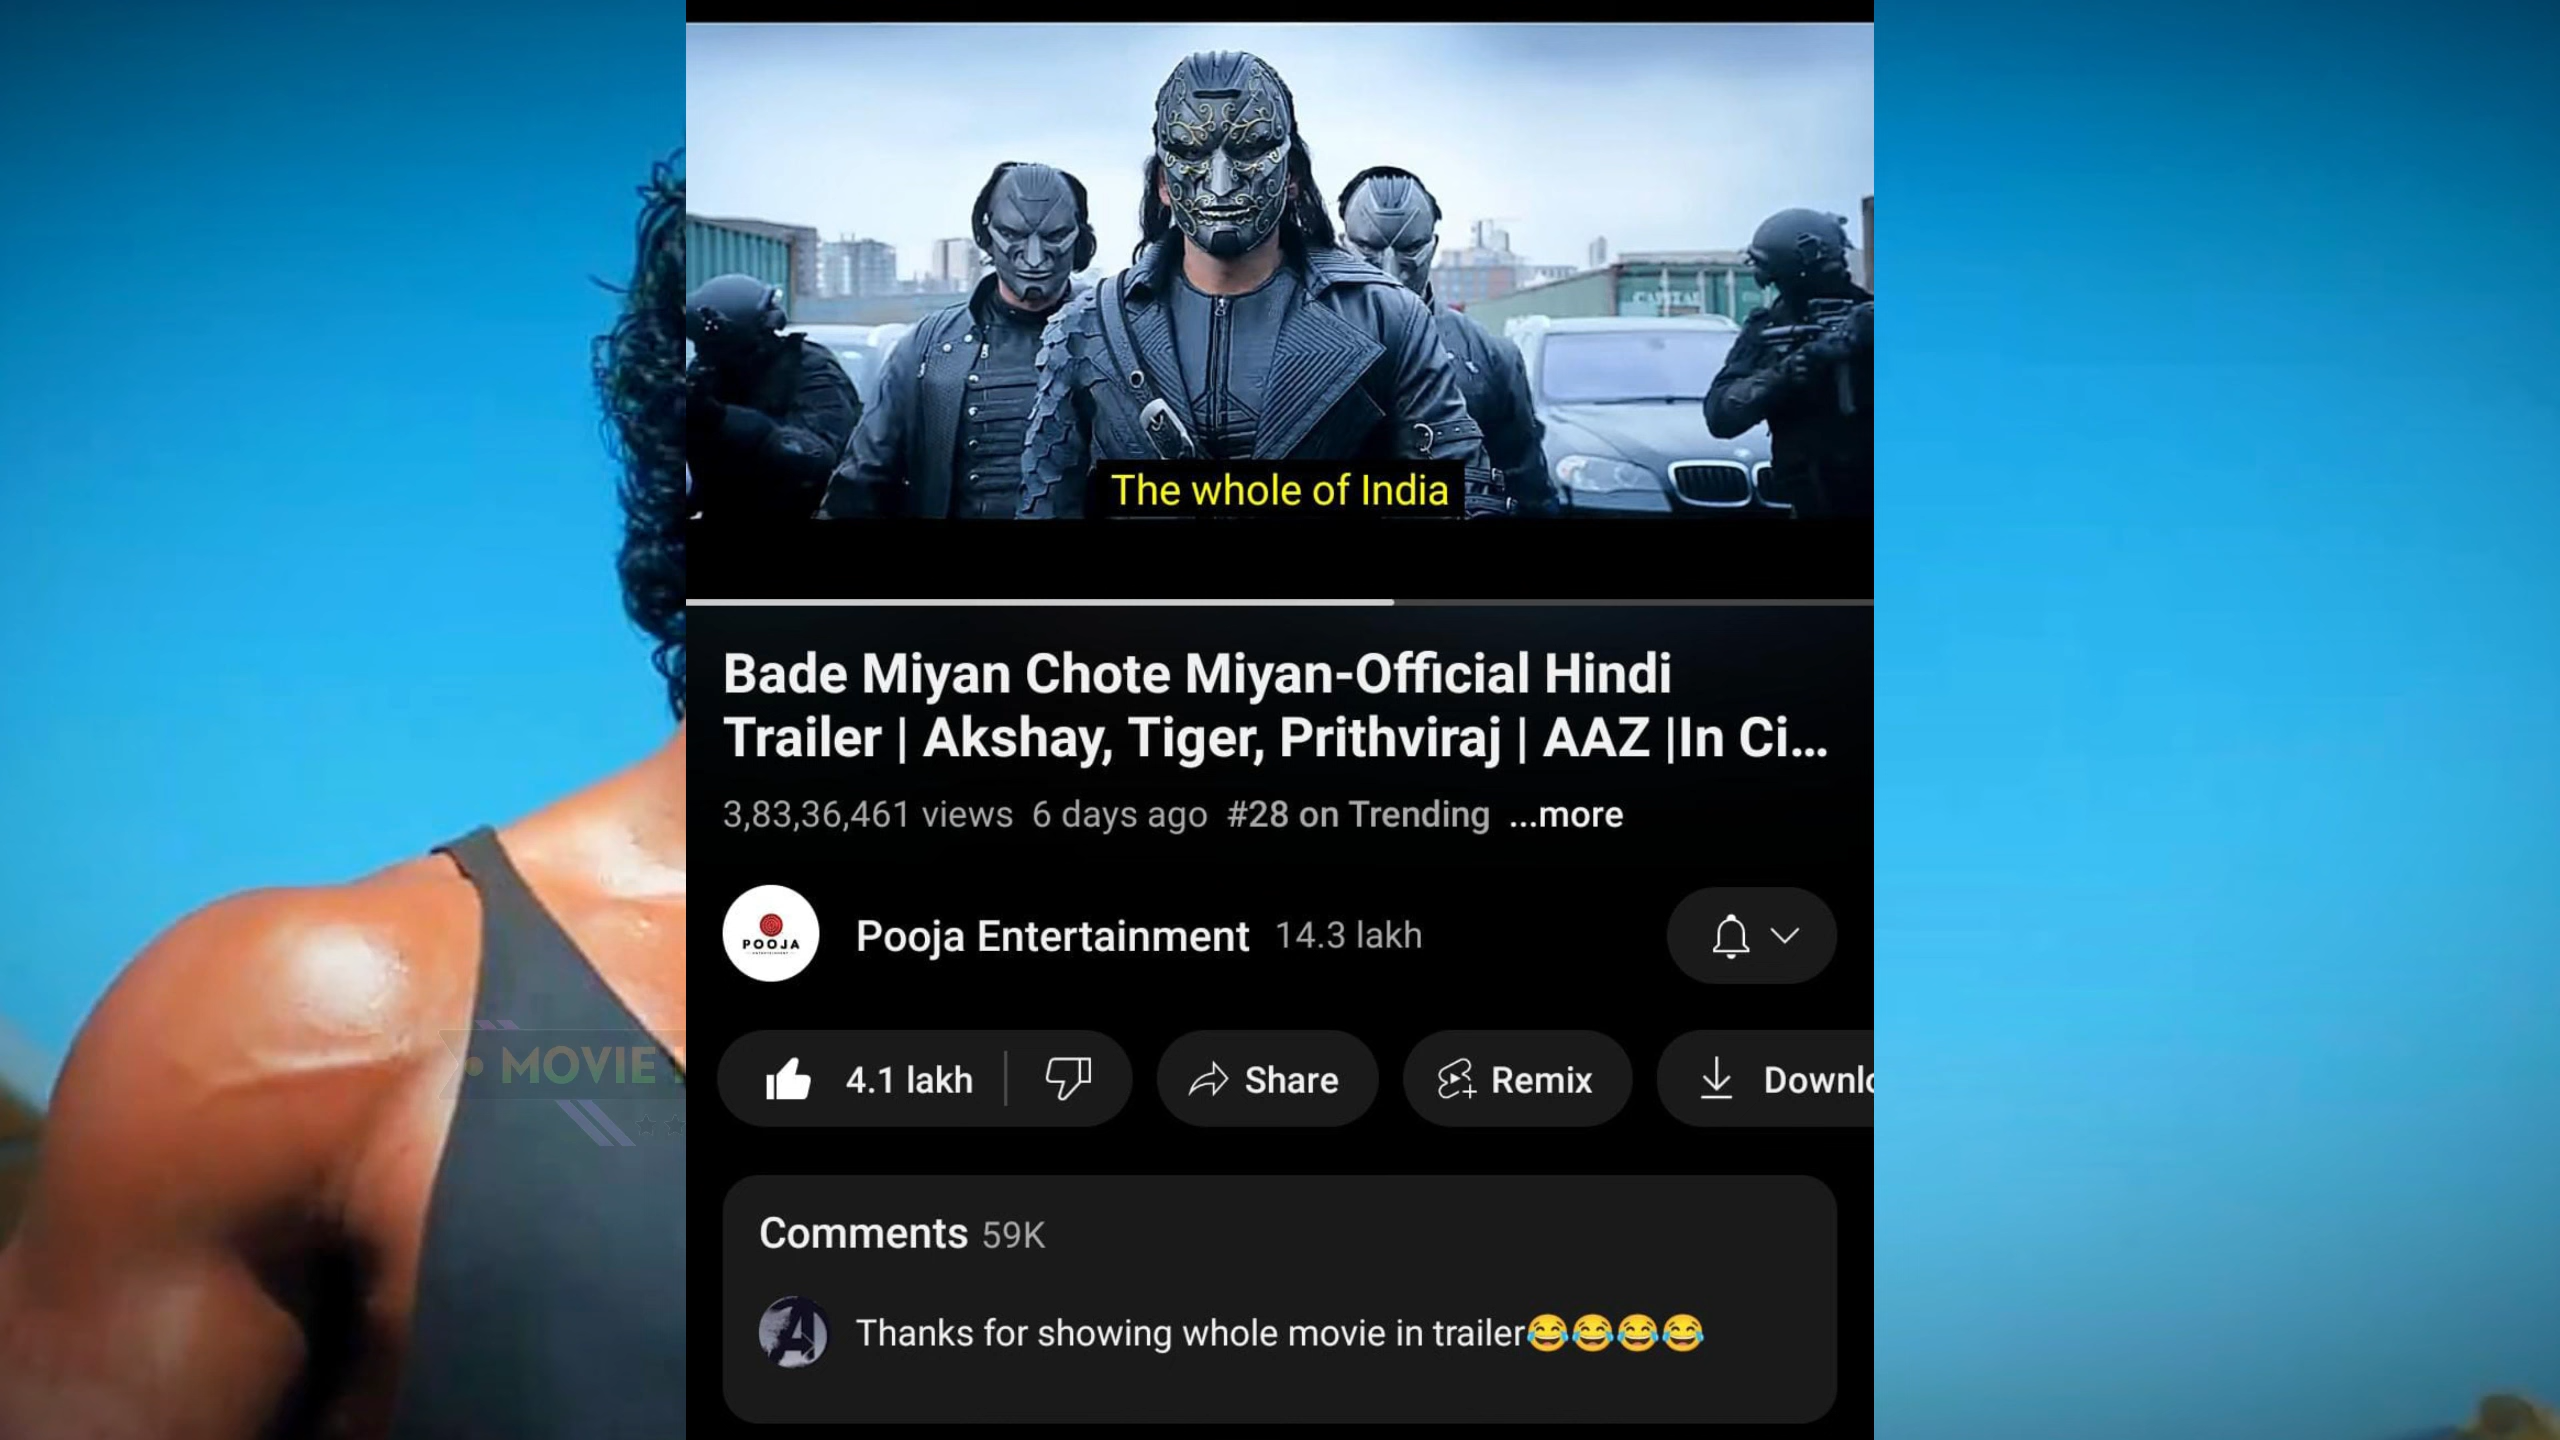 CAPITAL
The whole of India
Bade Miyan Chote Miyan-Official Hindi
Trailer | Akshay, Tiger, Prithviraj | AAZ |In Ci...
3,83,36,461 views 6 days ago #28 on Trending ...more
POOJA
Pooja Entertainment 14.3 lakh
MOVIE
4.1 lakh Share Remix Downlo
Comments 59K
Thanks for showing whole movie in trailer😂😂😂😂